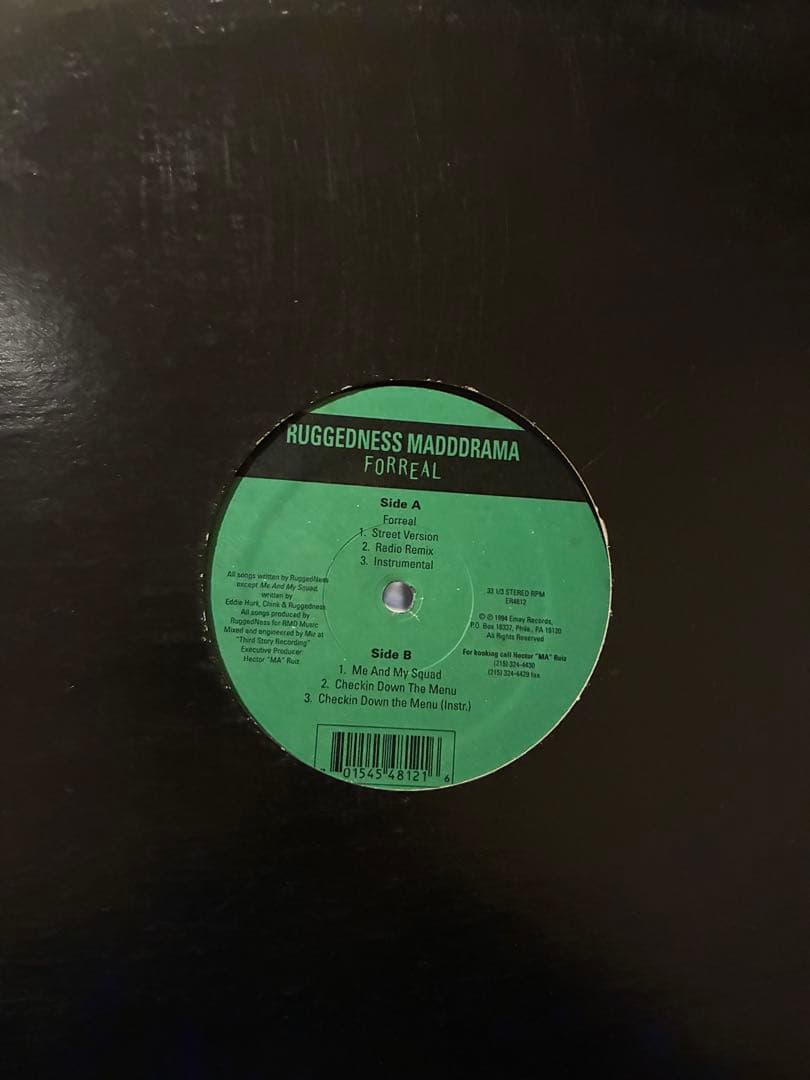 RUGGEDNESS MADDDRAMA
FORREAL
Side A
Forreal
1. Street Version
2. Radio Remix
3. Instrumental
All songs written by RuggedNess
except Me And My Squad,
written by
Eddie Hurk, Chink & Ruggedness
All songs produced by
RuggedNess for RMD Music
Mixed and engineered by Mar at
"Third Story Recording"
Executive Producer:
Hector "MA" Ruiz
33 1/3 STEREO RPM
ER4812
© ℗ 1994 Emay Records,
P.O. Box 18337, Phila., PA 19120
All Rights Reserved
For booking call Hector "MA" Ruiz
(215) 324-4430
(215) 324-4429 fax
Side B
1. Me And My Squad
2. Checkin Down The Menu
3. Checkin Down the Menu (Instr.)
7 01545 48121 6